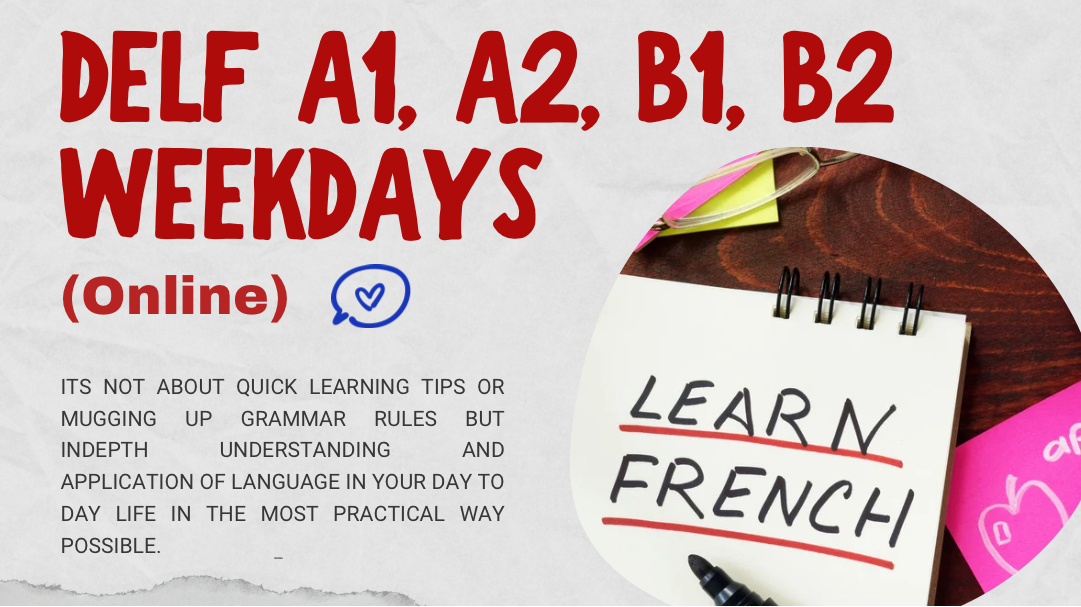 DELF A1, A2, B1, B2
WEEKDAYS
(Online)
ITS NOT ABOUT QUICK LEARNING TIPS OR
MUGGING UP GRAMMAR RULES BUT
INDEPTH UNDERSTANDING AND
APPLICATION OF LANGUAGE IN YOUR DAY TO
DAY LIFE IN THE MOST PRACTICAL WAY
POSSIBLE. _
LEARN
FRENCH